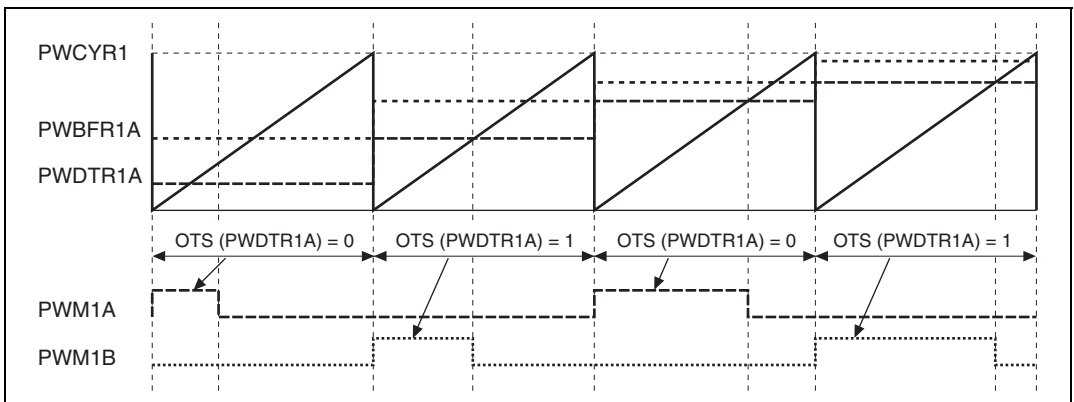 PWCYR1
PWBFR1A
PWDTR1A
OTS (PWDTR1A) = 0 OTS (PWDTR1A) = 1 OTS (PWDTR1A) = 0 OTS (PWDTR1A) = 1
PWM1A
PWM1B